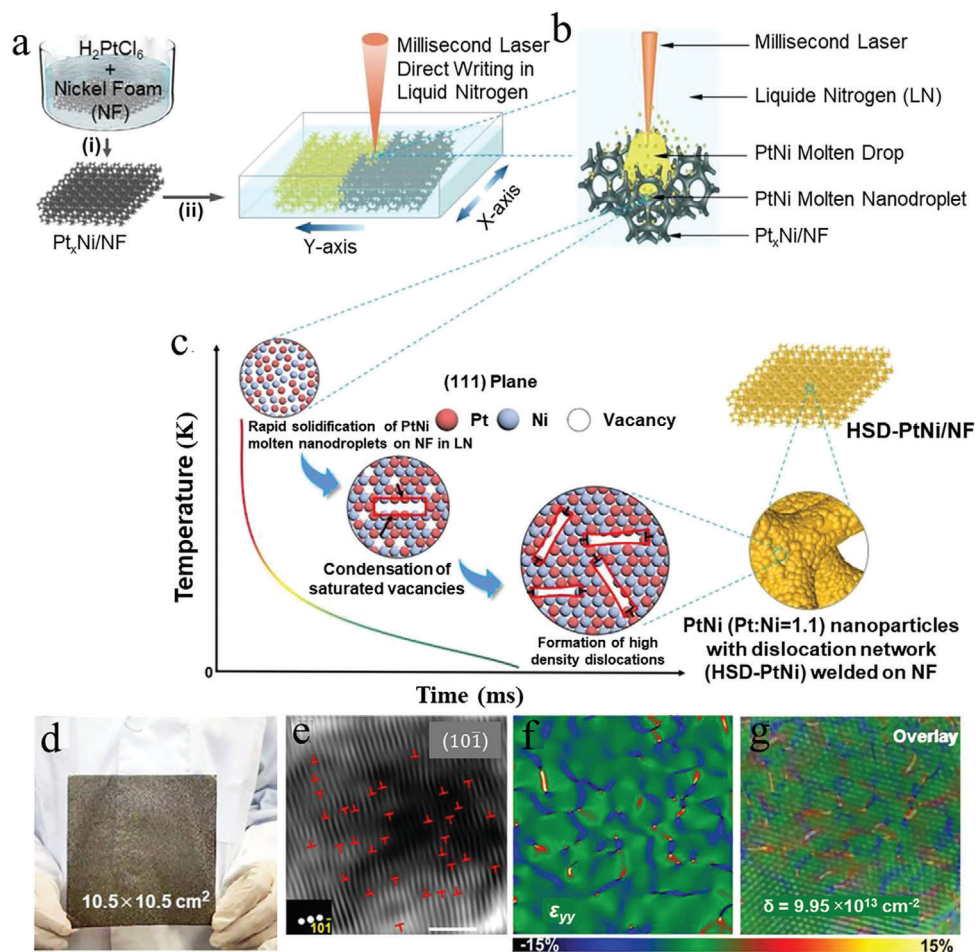 a
H₂PtCl₆
+
Nickel Foam
(NF)
(i)
(ii)
PtₓNi/NF
Millisecond Laser
Direct Writing in
Liquid Nitrogen
X-axis
Y-axis
b
Millisecond Laser
Liquide Nitrogen (LN)
PtNi Molten Drop
PtNi Molten Nanodroplet
PtₓNi/NF
c
Temperature (K)
0
Time (ms)
(111) Plane
Pt Ni Vacancy
Rapid solidification of PtNi
molten nanodroplets on NF in LN
Condensation of
saturated vacancies
Formation of high
density dislocations
HSD-PtNi/NF
PtNi (Pt:Ni=1.1) nanoparticles
with dislocation network
(HSD-PtNi) welded on NF
d
10.5×10.5 cm²
e
(101̄)
101̄
f
εyy
g
Overlay
δ = 9.95 ×10¹³ cm⁻²
-15% 15%